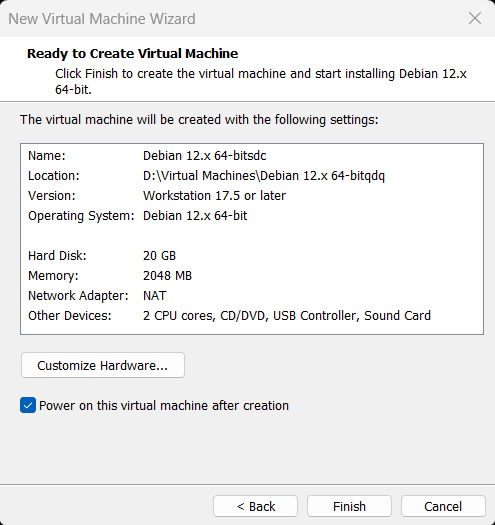 New Virtual Machine Wizard
Ready to Create Virtual Machine
Click Finish to create the virtual machine and start installing Debian 12.x
64-bit.
The virtual machine will be created with the following settings:
Name: Debian 12.x 64-bitsdc
Location: D:\Virtual Machines\Debian 12.x 64-bitqdq
Version: Workstation 17.5 or later
Operating System: Debian 12.x 64-bit
Hard Disk: 20 GB
Memory: 2048 MB
Network Adapter: NAT
Other Devices: 2 CPU cores, CD/DVD, USB Controller, Sound Card
Customize Hardware...
Power on this virtual machine after creation
< Back Finish Cancel